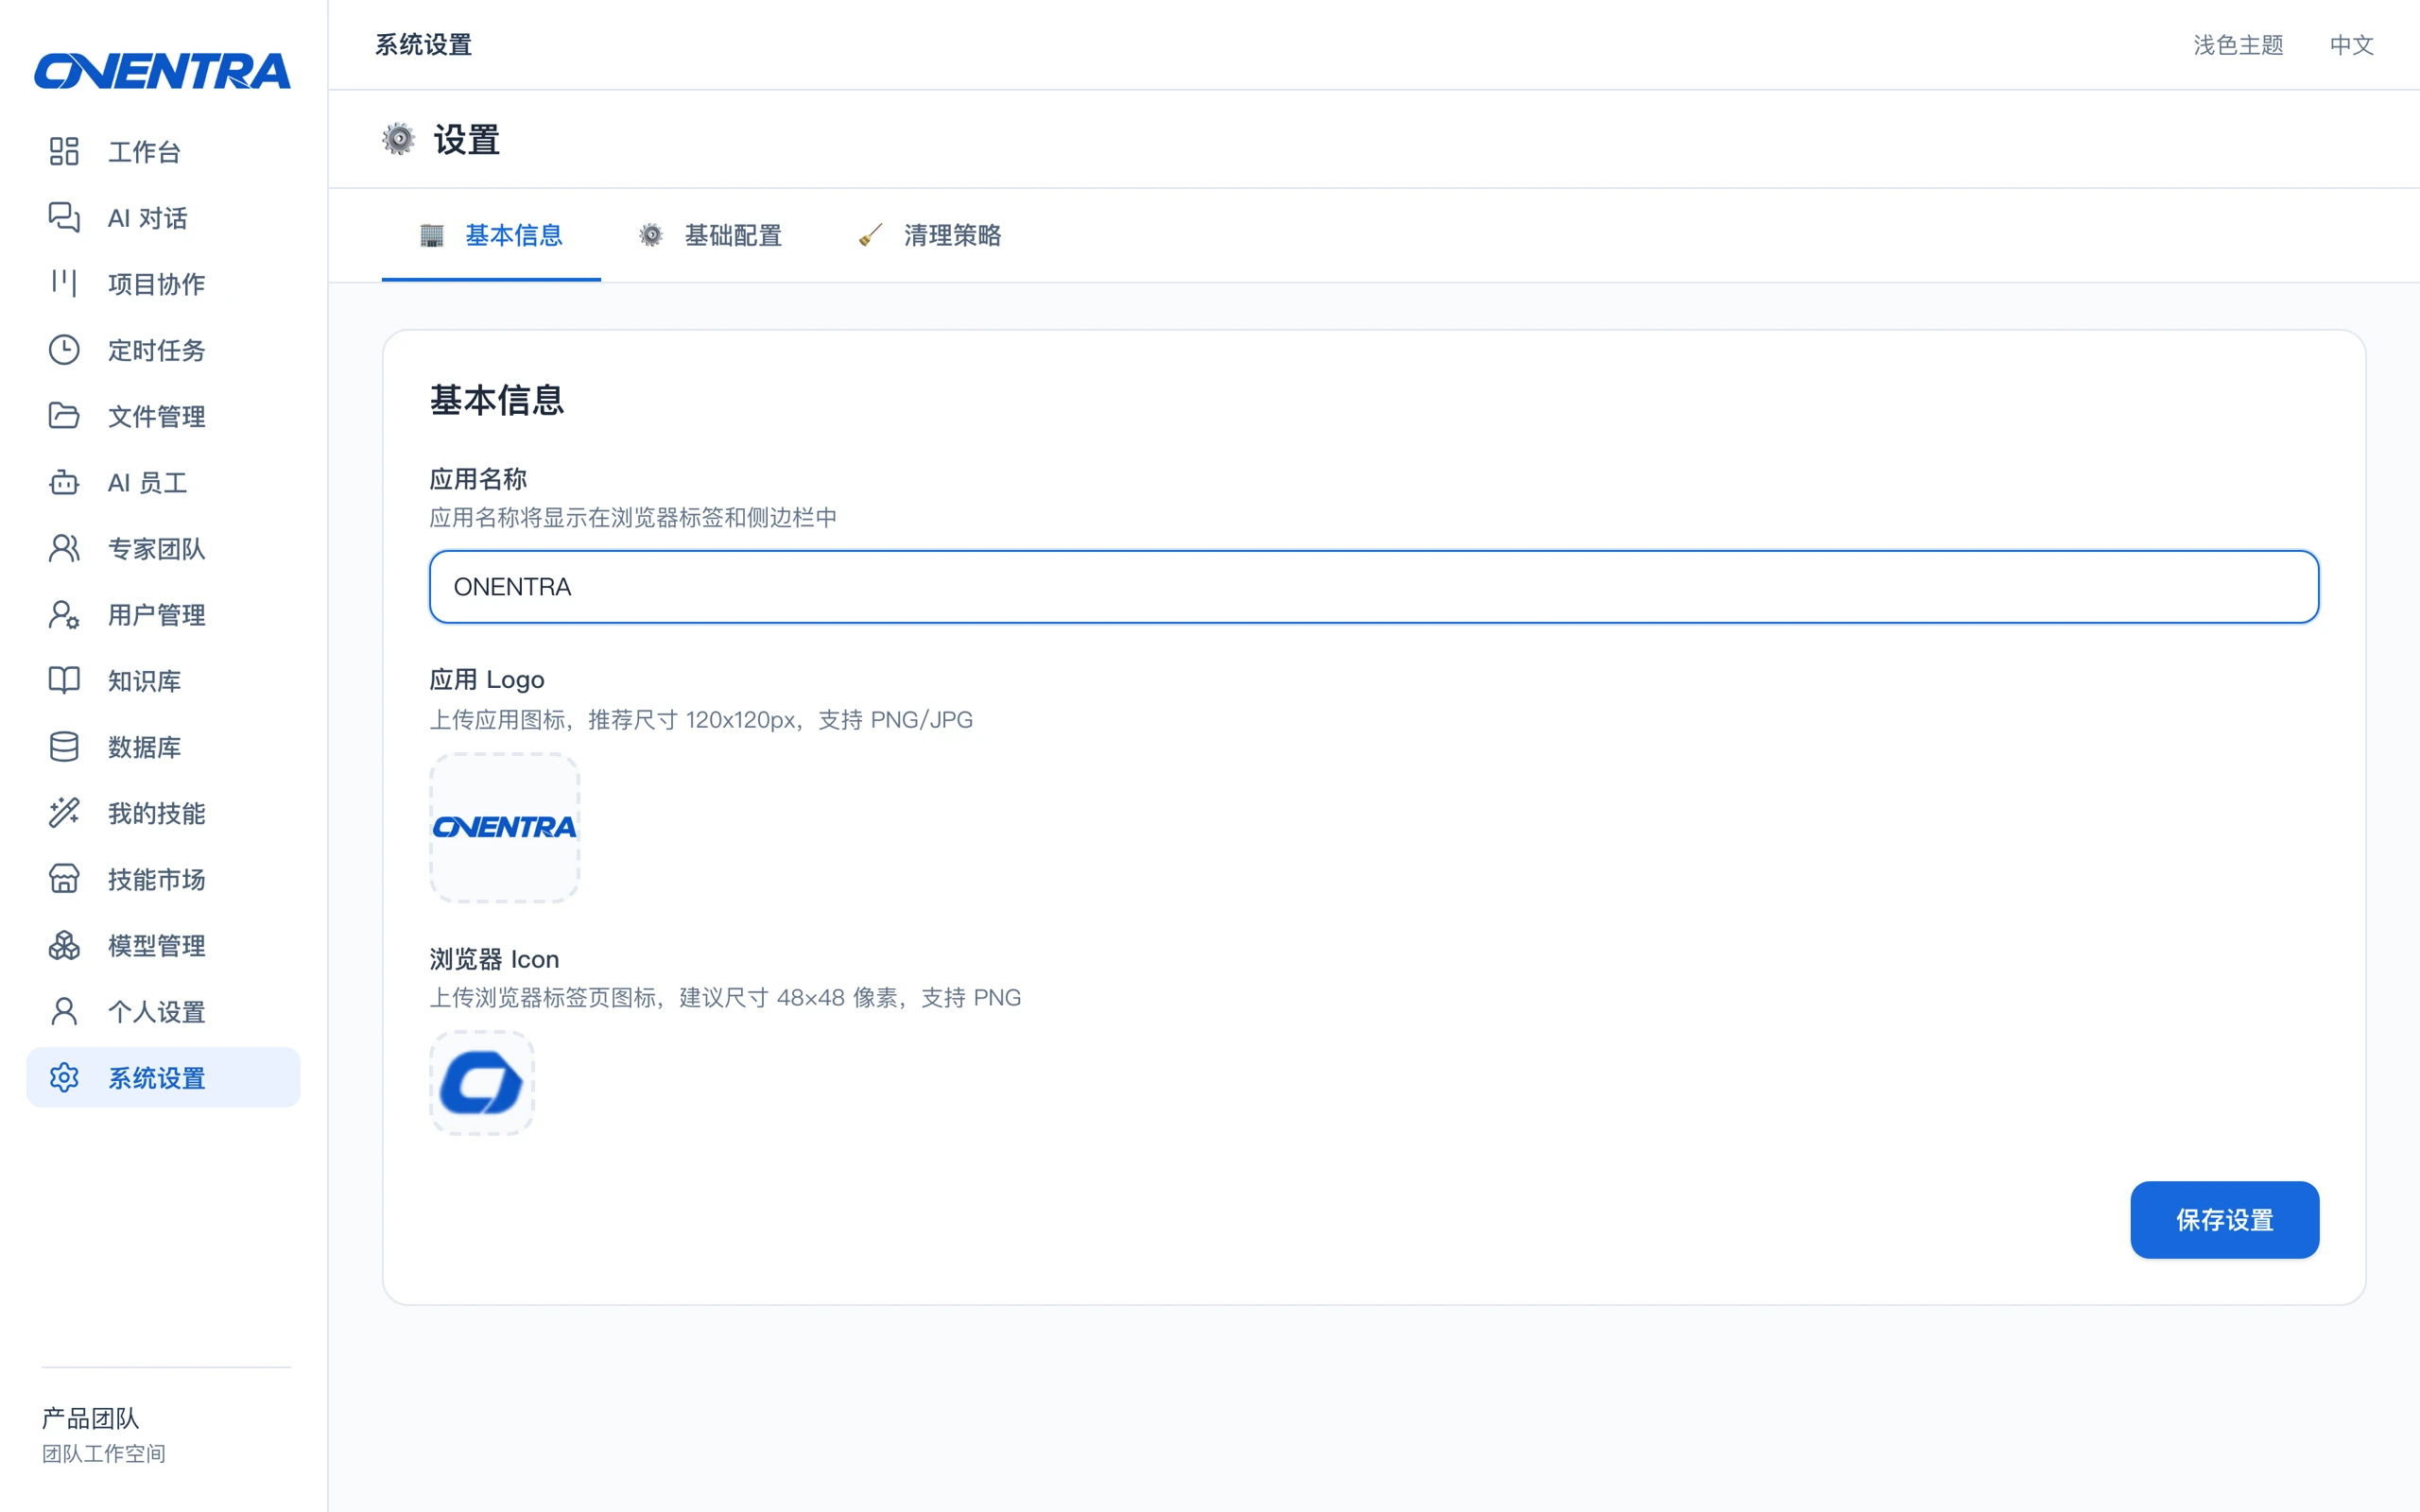 ONENTRA
工作台
AI 对话
项目协作
定时任务
文件管理
AI 员工
专家团队
用户管理
知识库
数据库
我的技能
技能市场
模型管理
个人设置
系统设置
产品团队
团队工作空间
系统设置
浅色主题
中文
设置
基本信息
基础配置
清理策略
基本信息
应用名称
应用名称将显示在浏览器标签和侧边栏中
ONENTRA
应用 Logo
上传应用图标，推荐尺寸 120x120px，支持 PNG/JPG
ONENTRA
浏览器 Icon
上传浏览器标签页图标，建议尺寸 48×48 像素，支持 PNG
保存设置